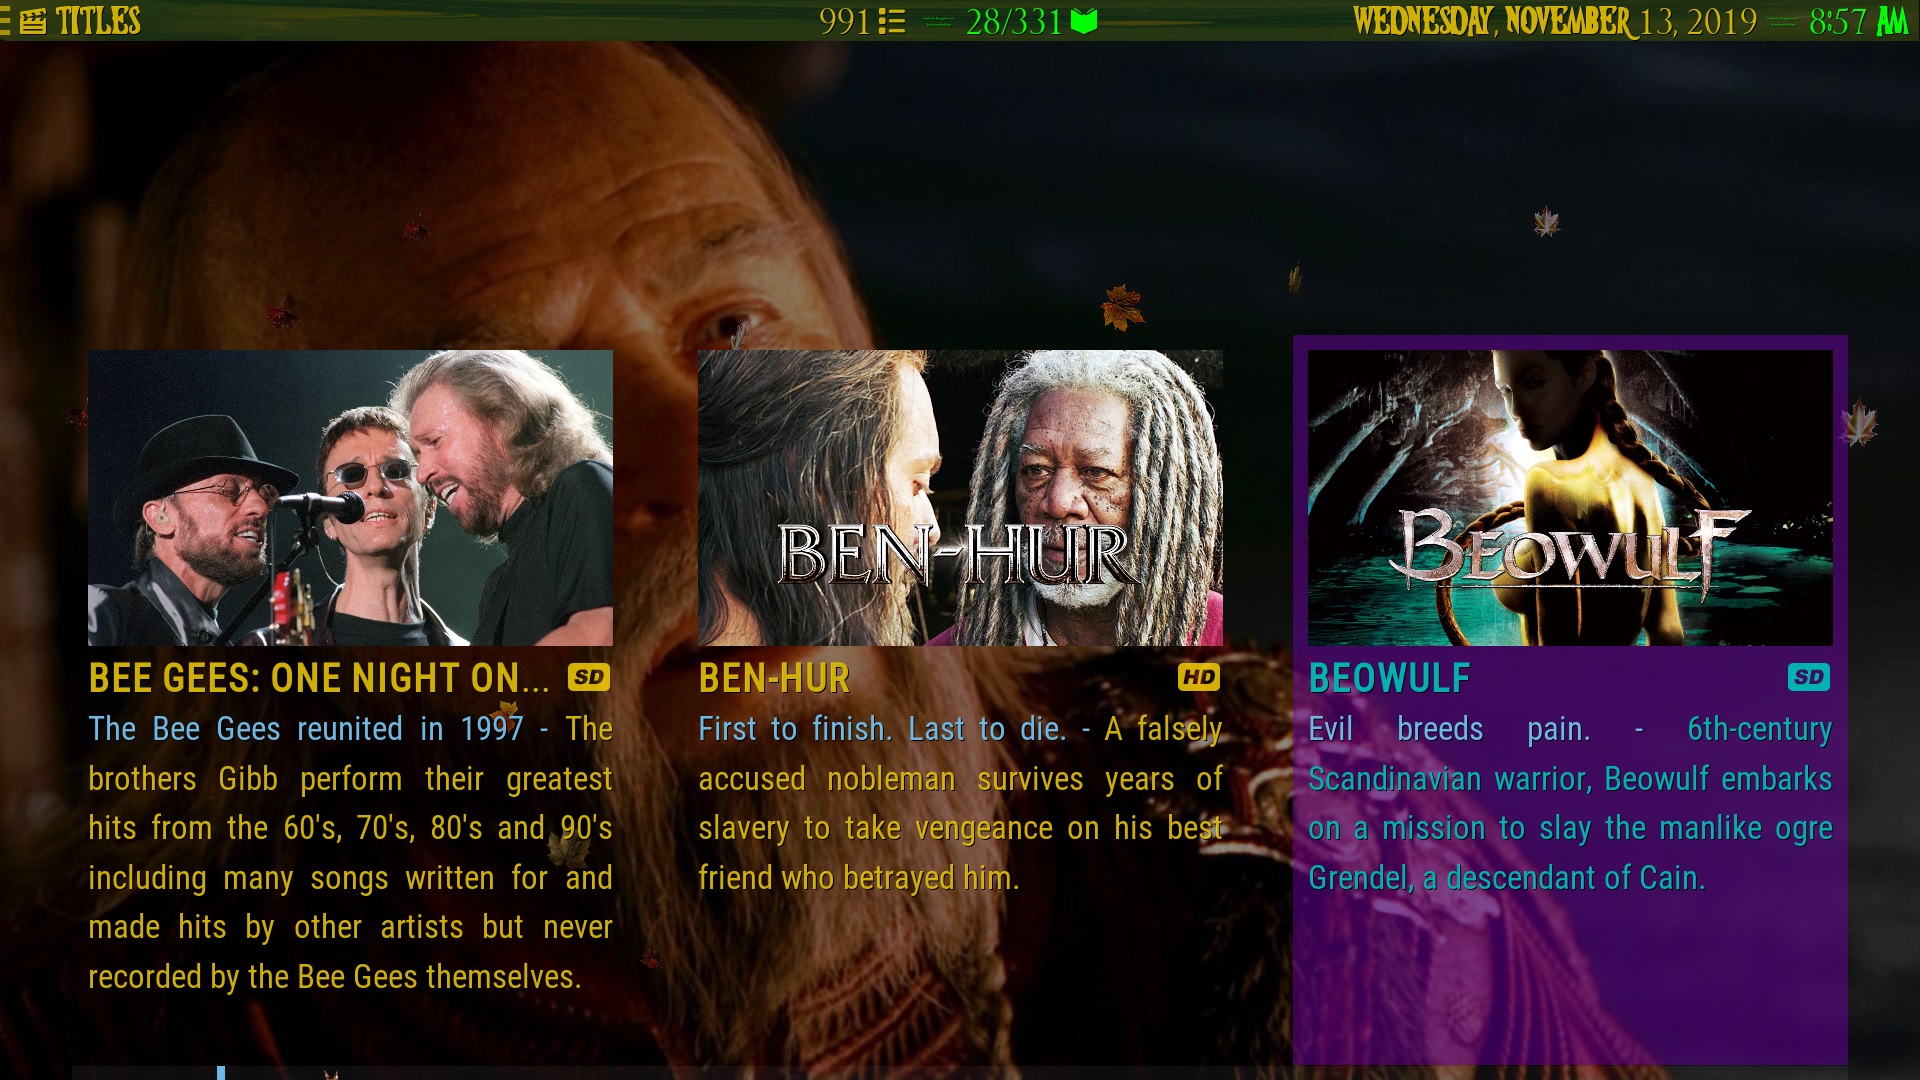 TITLES
991
28/331
WEDNESDAY, NOVEMBER 13, 2019
8:57 AM
BEE GEES: ONE NIGHT ON... SD
The Bee Gees reunited in 1997 - The
brothers Gibb perform their greatest
hits from the 60's, 70's, 80's and 90's
including many songs written for and
made hits by other artists but never
recorded by the Bee Gees themselves.
BEN-HUR
BEN-HUR HD
First to finish. Last to die. - A falsely
accused nobleman survives years of
slavery to take vengeance on his best
friend who betrayed him.
BEOWULF
BEOWULF SD
Evil breeds pain. - 6th-century
Scandinavian warrior, Beowulf embarks
on a mission to slay the manlike ogre
Grendel, a descendant of Cain.